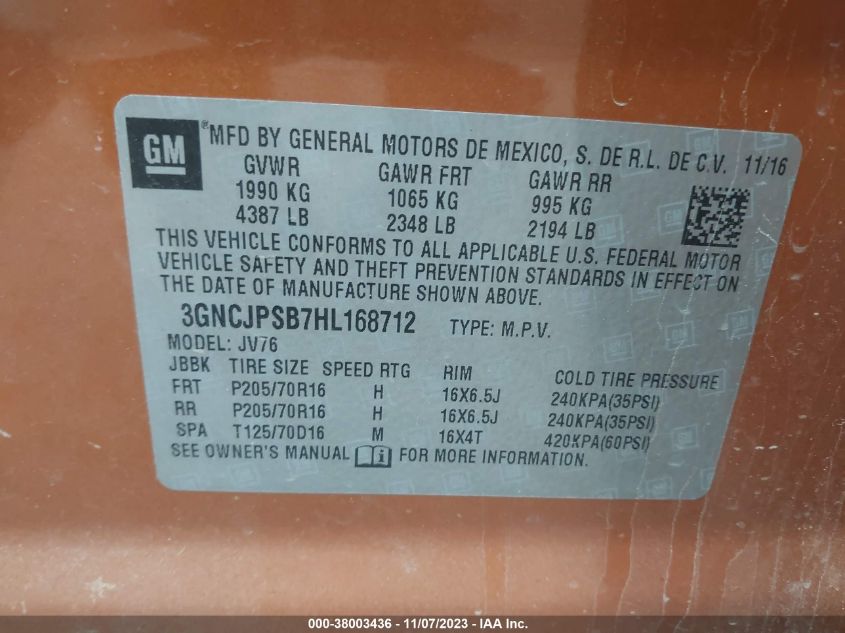 GM ® MFD BY GENERAL MOTORS DE MEXICO, S. DE R.L. DE C.V. 11/16
GVWR GAWR FRT GAWR RR
1990 KG 1065 KG 995 KG
4387 LB 2348 LB 2194 LB
THIS VEHICLE CONFORMS TO ALL APPLICABLE U.S. FEDERAL MOTOR
VEHICLE SAFETY AND THEFT PREVENTION STANDARDS IN EFFECT ON
THE DATE OF MANUFACTURE SHOWN ABOVE.
3GNCJPSB7HL168712 TYPE: M.P.V.
MODEL: JV76
JBBK TIRE SIZE SPEED RTG RIM COLD TIRE PRESSURE
FRT P205/70R16 H 16X6.5J 240KPA(35PSI)
RR P205/70R16 H 16X6.5J 240KPA(35PSI)
SPA T125/70D16 M 16X4T 420KPA(60PSI)
SEE OWNER'S MANUAL i FOR MORE INFORMATION.
000-38003436 - 11/07/2023 - IAA Inc.